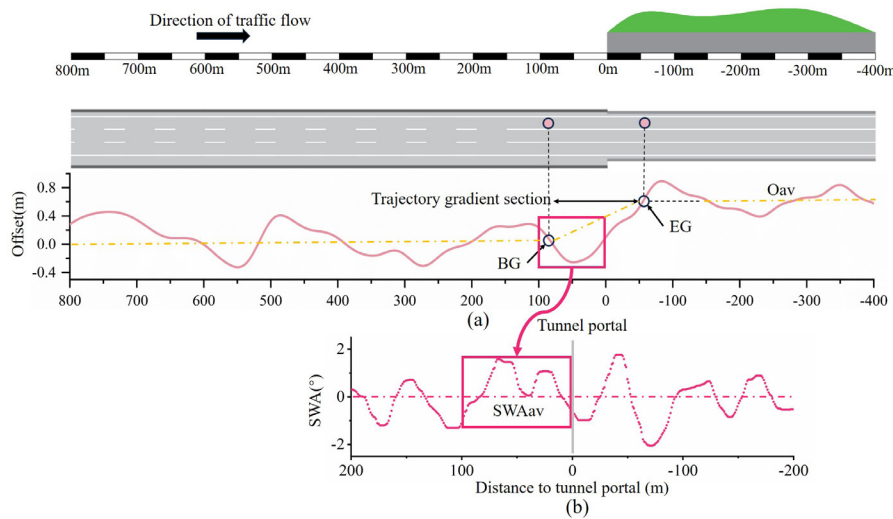 Direction of traffic flow
800m 700m 600m 500m 400m 300m 200m 100m 0m -100m -200m -300m -400m
Offset(m)
0.8
0.4
0.0
-0.4
Trajectory gradient section
Oav
BG
EG
800 700 600 500 400 300 200 100 0 -100 -200 -300 -400
(a)
Tunnel portal
SWA(°)
2
0
-2
SWAav
200 100 0 -100 -200
Distance to tunnel portal (m)
(b)